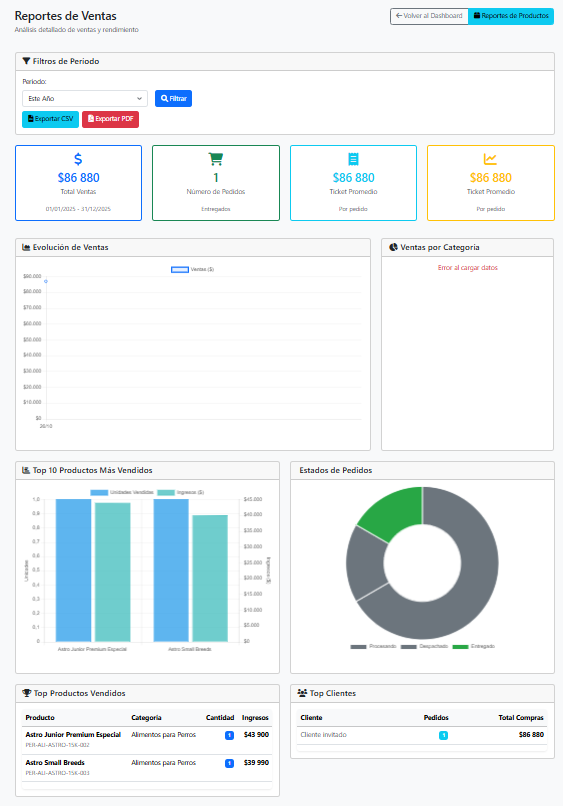 Reportes de Ventas
Análisis detallado de ventas y rendimiento
Volver al Dashboard
Reportes de Productos
Filtros de Periodo
Periodo:
Este Año
Filtrar
Exportar CSV
Exportar PDF
$86 880
Total Ventas
01/01/2025 - 31/12/2025
1
Número de Pedidos
Entregados
$86 880
Ticket Promedio
Por pedido
$86 880
Ticket Promedio
Por pedido
Evolución de Ventas
Ventas ($)
$90.000
$80.000
$70.000
$60.000
$50.000
$40.000
$30.000
$20.000
$10.000
$0
26/10
Ventas por Categoría
Error al cargar datos
Top 10 Productos Más Vendidos
Unidades Vendidas
Ingresos ($)
1,0
0,9
0,8
0,7
0,6
0,5
0,4
0,3
0,2
0,1
0
Unidades
$45.000
$40.000
$35.000
$30.000
$25.000
$20.000
$15.000
$10.000
$5.000
$0
Ingresos ($)
Astro Junior Premium Especial
Astro Small Breeds
Estados de Pedidos
Procesando
Despachado
Entregado
Top Productos Vendidos
Producto Categoría Cantidad Ingresos
Astro Junior Premium Especial Alimentos para Perros 1 $43 900
PER-AU-ASTRO-15K-002
Astro Small Breeds Alimentos para Perros 1 $39 990
PER-AU-ASTRO-15K-003
Top Clientes
Cliente Pedidos Total Compras
Cliente invitado 1 $86 880